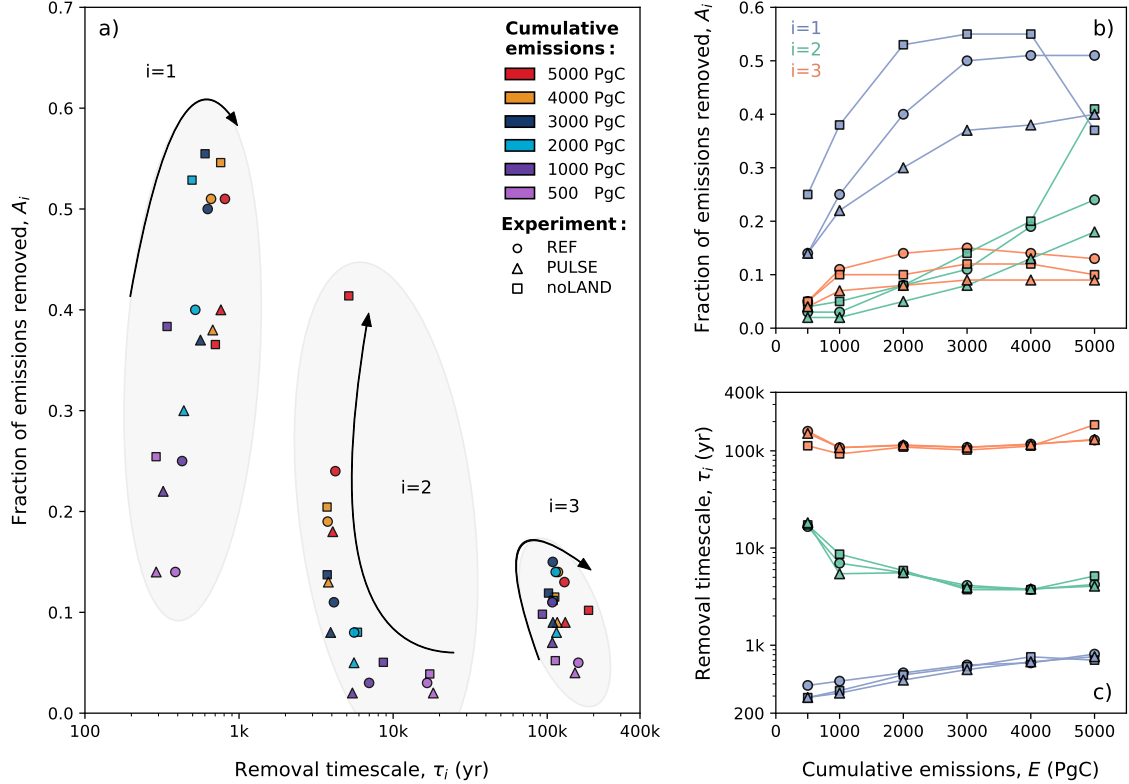 a)
i=1
i=2
i=3
Cumulative
emissions:
5000 PgC
4000 PgC
3000 PgC
2000 PgC
1000 PgC
500 PgC
Experiment:
REF
PULSE
noLAND
0.7
0.6
0.5
0.4
0.3
0.2
0.1
0.0
100 1k 10k 100k 400k
Fraction of emissions removed, Aᵢ
Removal timescale, τᵢ (yr)
b)
i=1
i=2
i=3
0.6
0.5
0.4
0.3
0.2
0.1
0.0
0 1000 2000 3000 4000 5000
Fraction of emissions removed, Aᵢ
c)
400k
100k
10k
1k
200
0 1000 2000 3000 4000 5000
Removal timescale, τᵢ (yr)
Cumulative emissions, E (PgC)